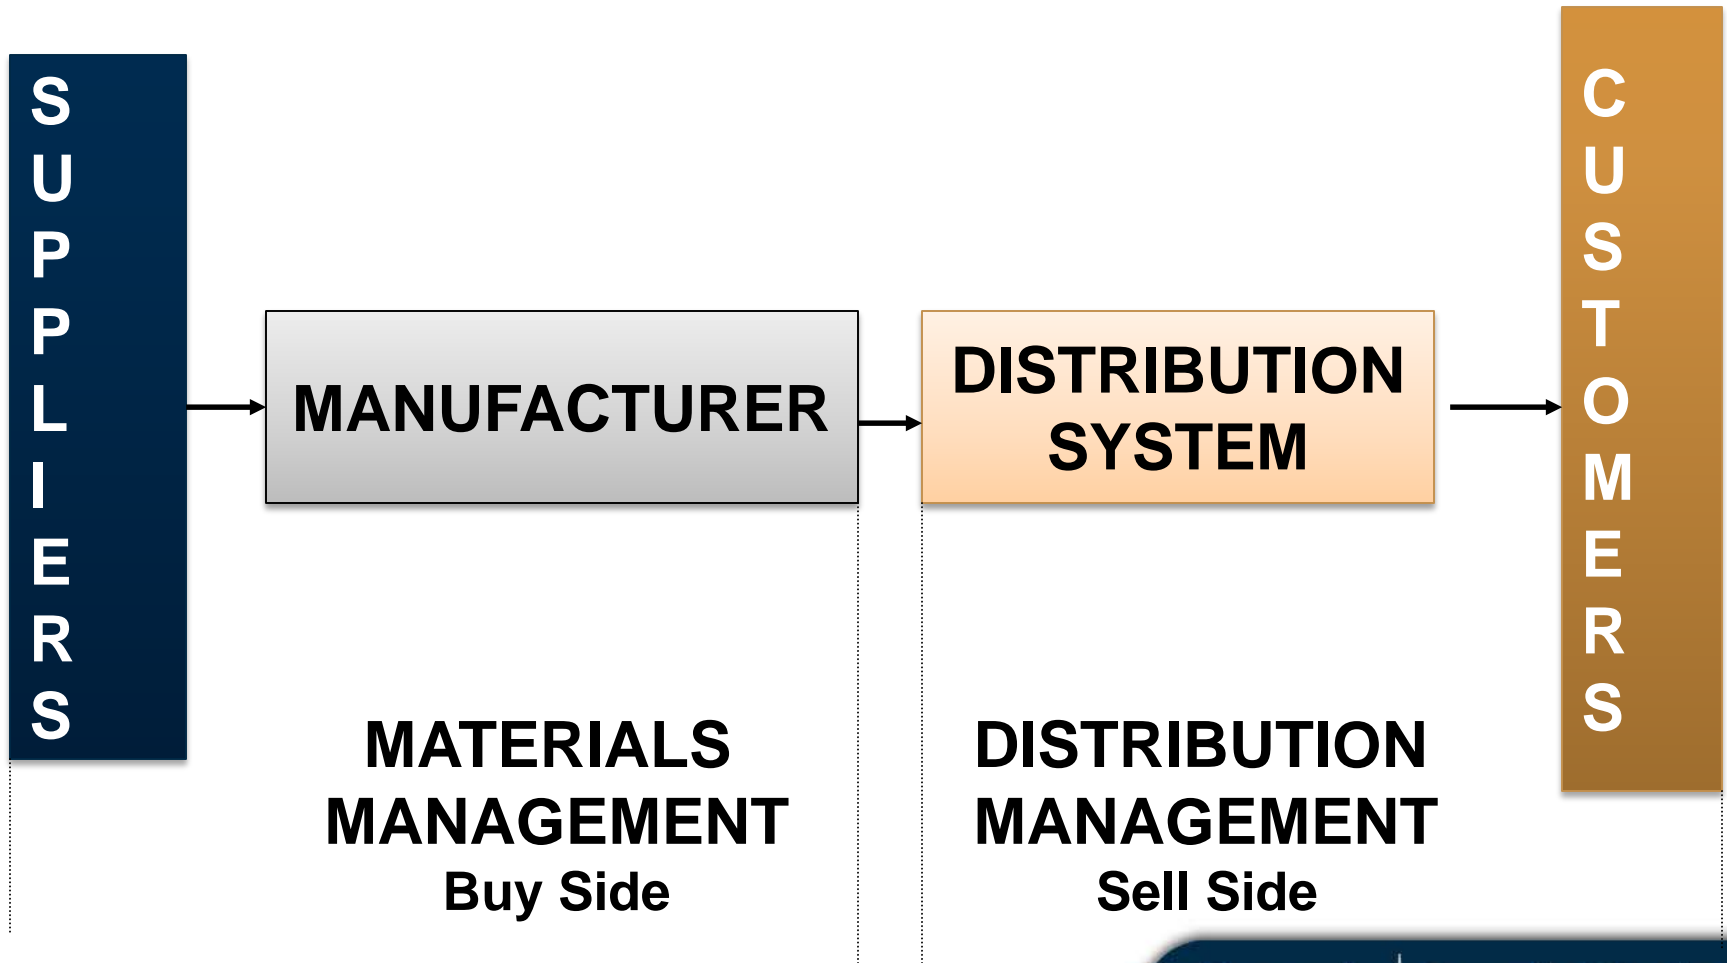 SUPPLIERS
MANUFACTURER
DISTRIBUTION
SYSTEM
CUSTOMERS
MATERIALS
MANAGEMENT
Buy Side
DISTRIBUTION
MANAGEMENT
Sell Side